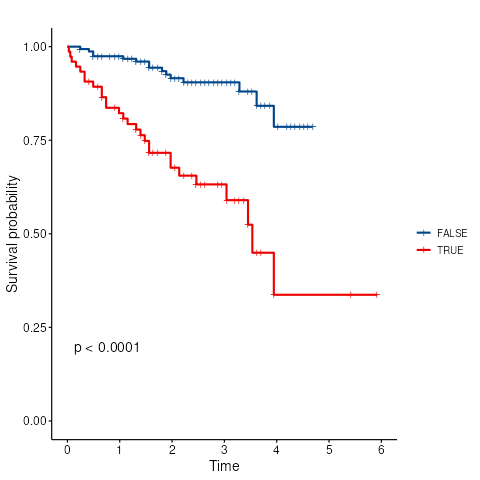 Survival probability
1.00
0.75
0.50
0.25
0.00
p < 0.0001
0 1 2 3 4 5 6
Time
FALSE
TRUE